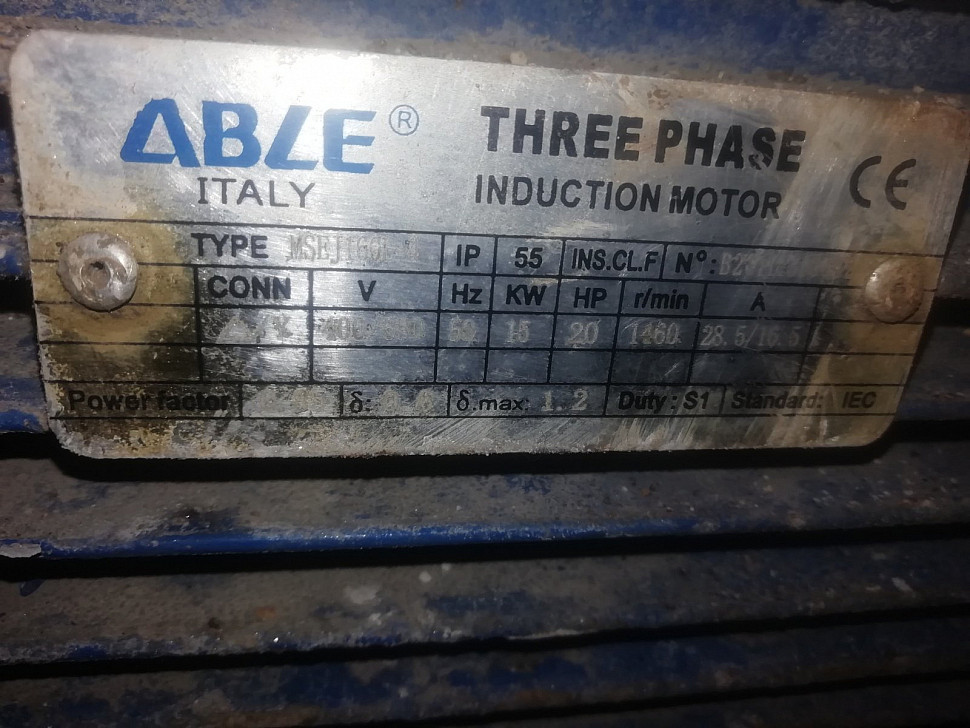 ABLE ® THREE PHASE
ITALY INDUCTION MOTOR CE
TYPE IP 55 INS.CL.F N°:
CONN V Hz KW HP r/min A
50 15 20 1460 28.5/16.5
Power factor δ: δ.max: 1.2 Duty: S1 Standard: IEC